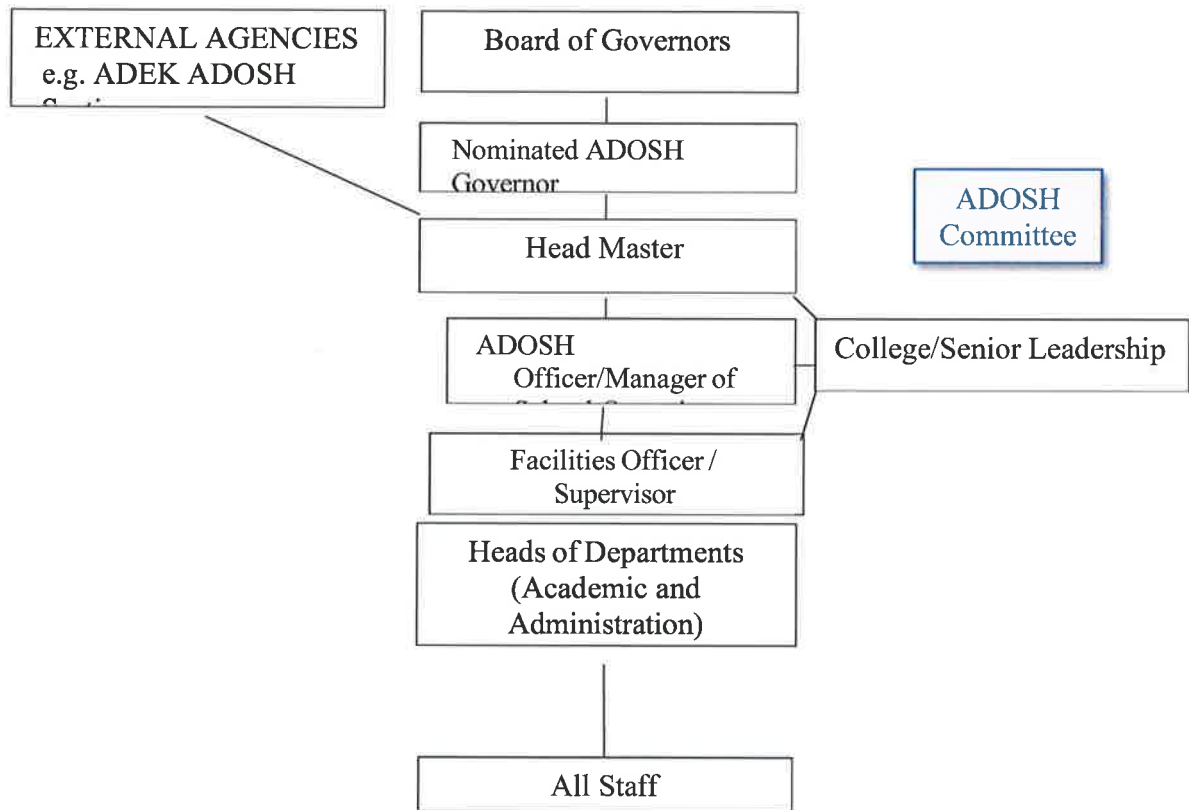 EXTERNAL AGENCIES
e.g. ADEK ADOSH
Board of Governors
Nominated ADOSH
Governor
Head Master
ADOSH
Committee
ADOSH
Officer/Manager of
College/Senior Leadership
Facilities Officer /
Supervisor
Heads of Departments
(Academic and
Administration)
All Staff